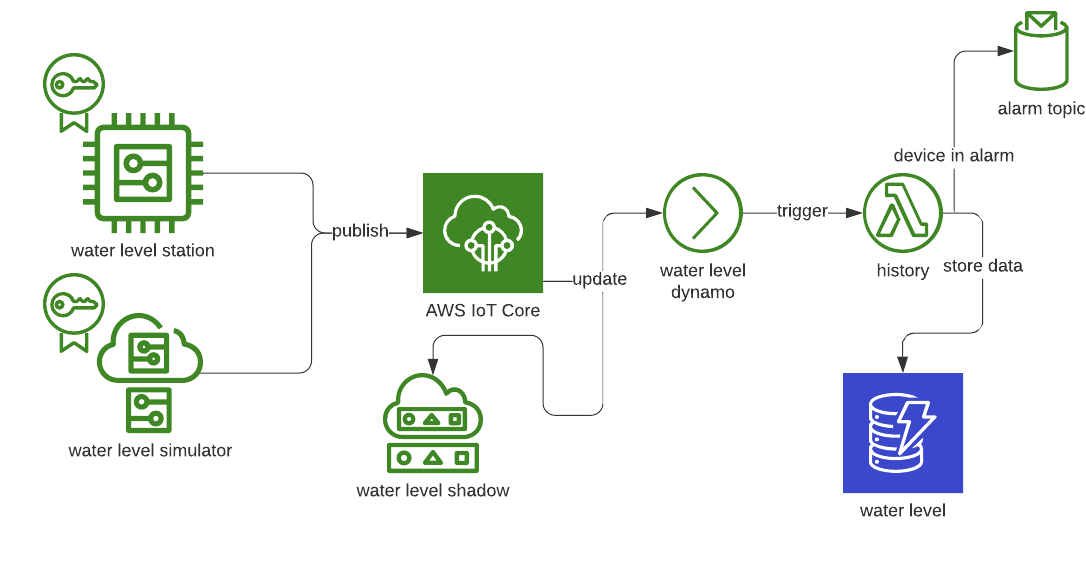 alarm topic
device in alarm
water level station
publish
trigger
water level
dynamo
history
store data
update
AWS IoT Core
water level simulator
water level shadow
water level